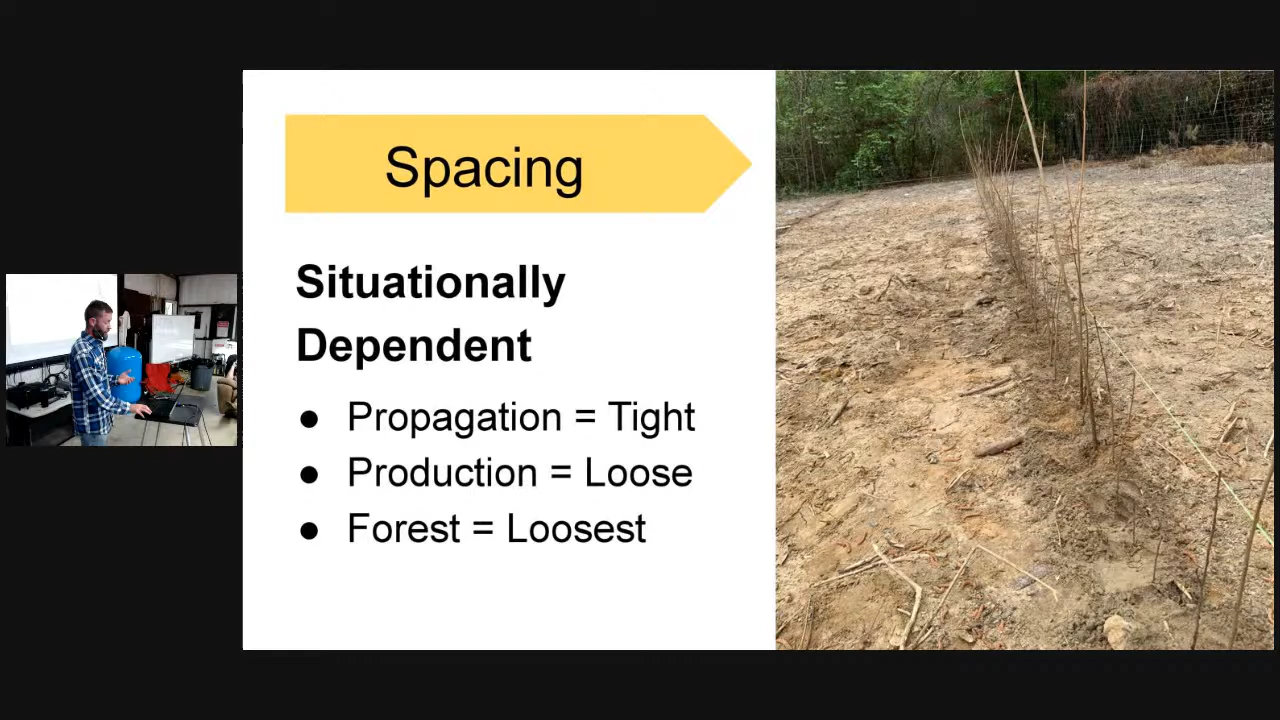 Spacing
Situationally
Dependent
● Propagation = Tight
● Production = Loose
● Forest = Loosest